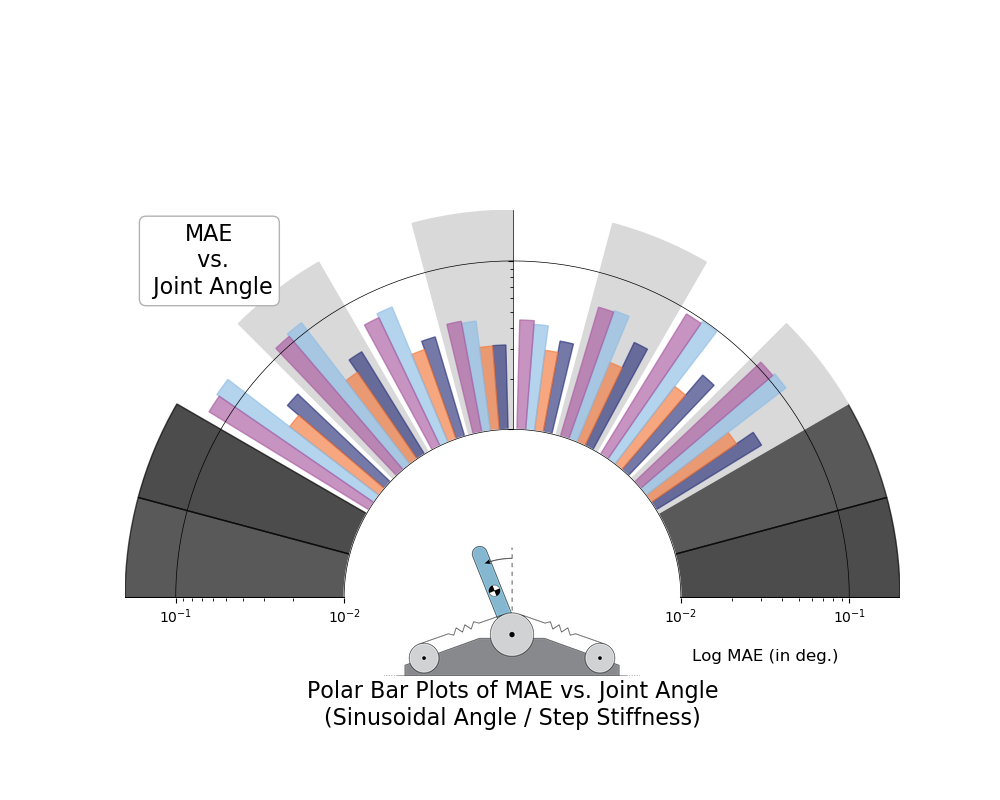 MAE
vs.
Joint Angle
10⁻¹ 10⁻² 10⁻² 10⁻¹
Log MAE (in deg.)
Polar Bar Plots of MAE vs. Joint Angle
(Sinusoidal Angle / Step Stiffness)